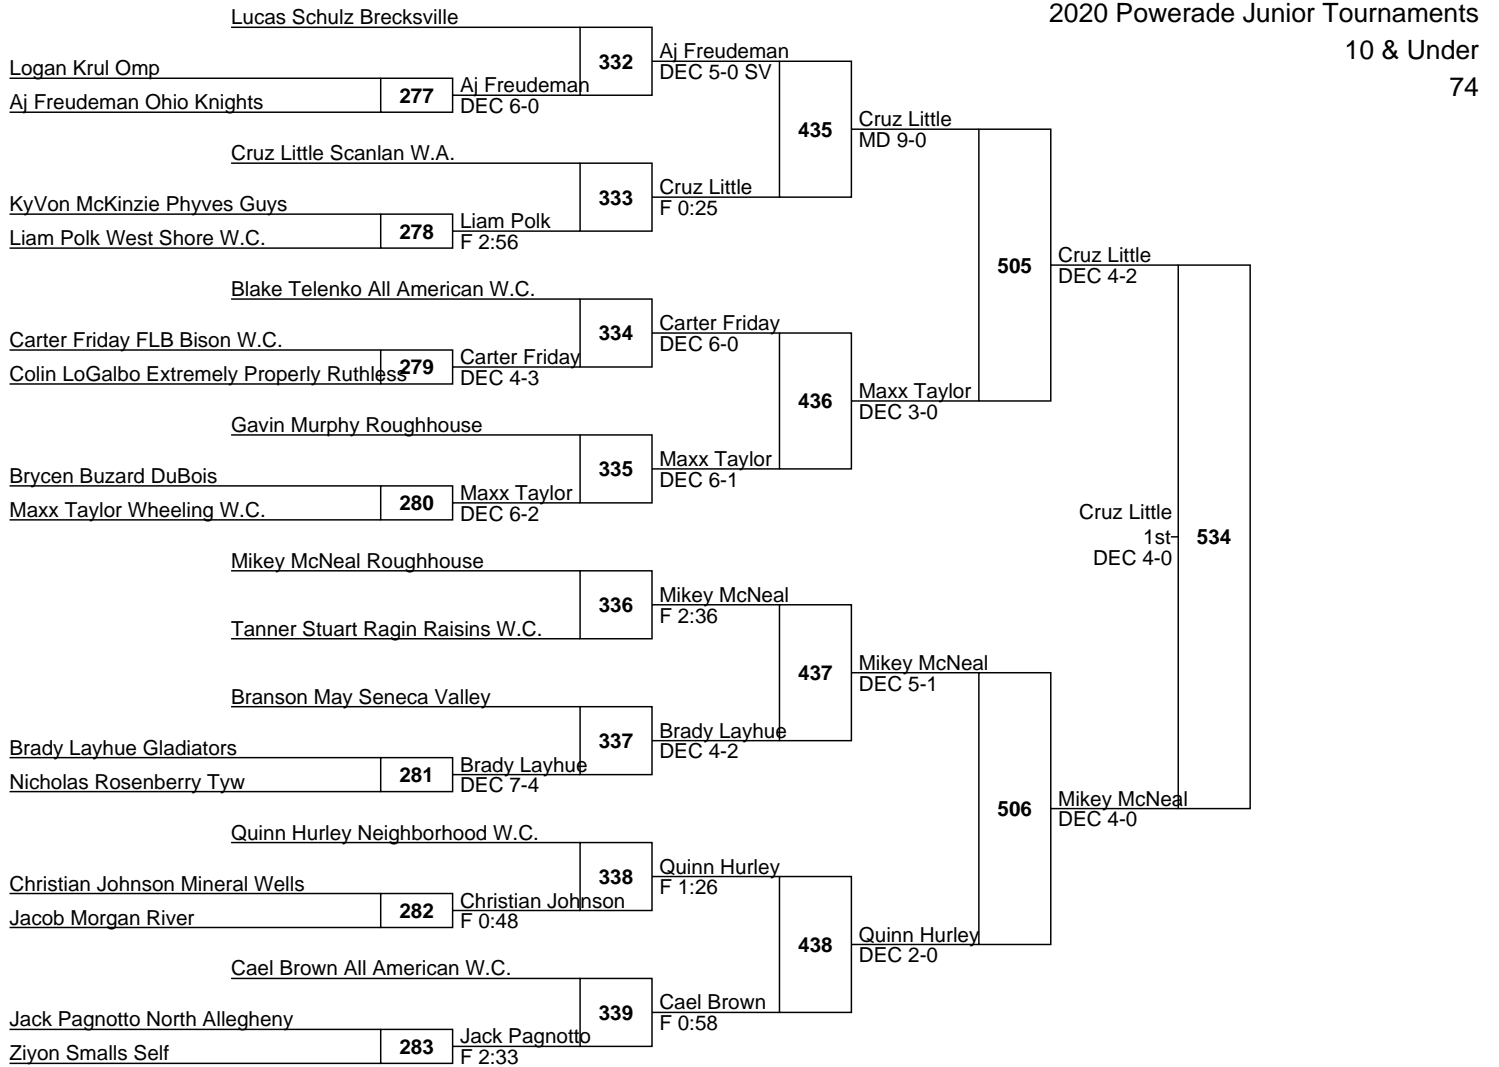 2020 Powerade Junior Tournaments
10 & Under
74
Lucas Schulz Brecksville
332
Aj Freudeman
DEC 5-0 SV
Logan Krul Omp
Aj Freudeman Ohio Knights
277
Aj Freudeman
DEC 6-0
435
Cruz Little
MD 9-0
Cruz Little Scanlan W.A.
333
Cruz Little
F 0:25
KyVon McKinzie Phyves Guys
Liam Polk West Shore W.C.
278
Liam Polk
F 2:56
505
Cruz Little
DEC 4-2
Blake Telenko All American W.C.
334
Carter Friday
DEC 6-0
Carter Friday FLB Bison W.C.
Colin LoGalbo Extremely Properly Ruthless
279
Carter Friday
DEC 4-3
436
Maxx Taylor
DEC 3-0
Gavin Murphy Roughhouse
335
Maxx Taylor
DEC 6-1
Brycen Buzard DuBois
Maxx Taylor Wheeling W.C.
280
Maxx Taylor
DEC 6-2
Cruz Little
1st
DEC 4-0
534
Mikey McNeal Roughhouse
336
Mikey McNeal
F 2:36
Tanner Stuart Ragin Raisins W.C.
437
Mikey McNeal
DEC 5-1
Branson May Seneca Valley
337
Brady Layhue
DEC 4-2
Brady Layhue Gladiators
Nicholas Rosenberry Tyw
281
Brady Layhue
DEC 7-4
506
Mikey McNeal
DEC 4-0
Quinn Hurley Neighborhood W.C.
338
Quinn Hurley
F 1:26
Christian Johnson Mineral Wells
Jacob Morgan River
282
Christian Johnson
F 0:48
438
Quinn Hurley
DEC 2-0
Cael Brown All American W.C.
339
Cael Brown
F 0:58
Jack Pagnotto North Allegheny
Ziyon Smalls Self
283
Jack Pagnotto
F 2:33